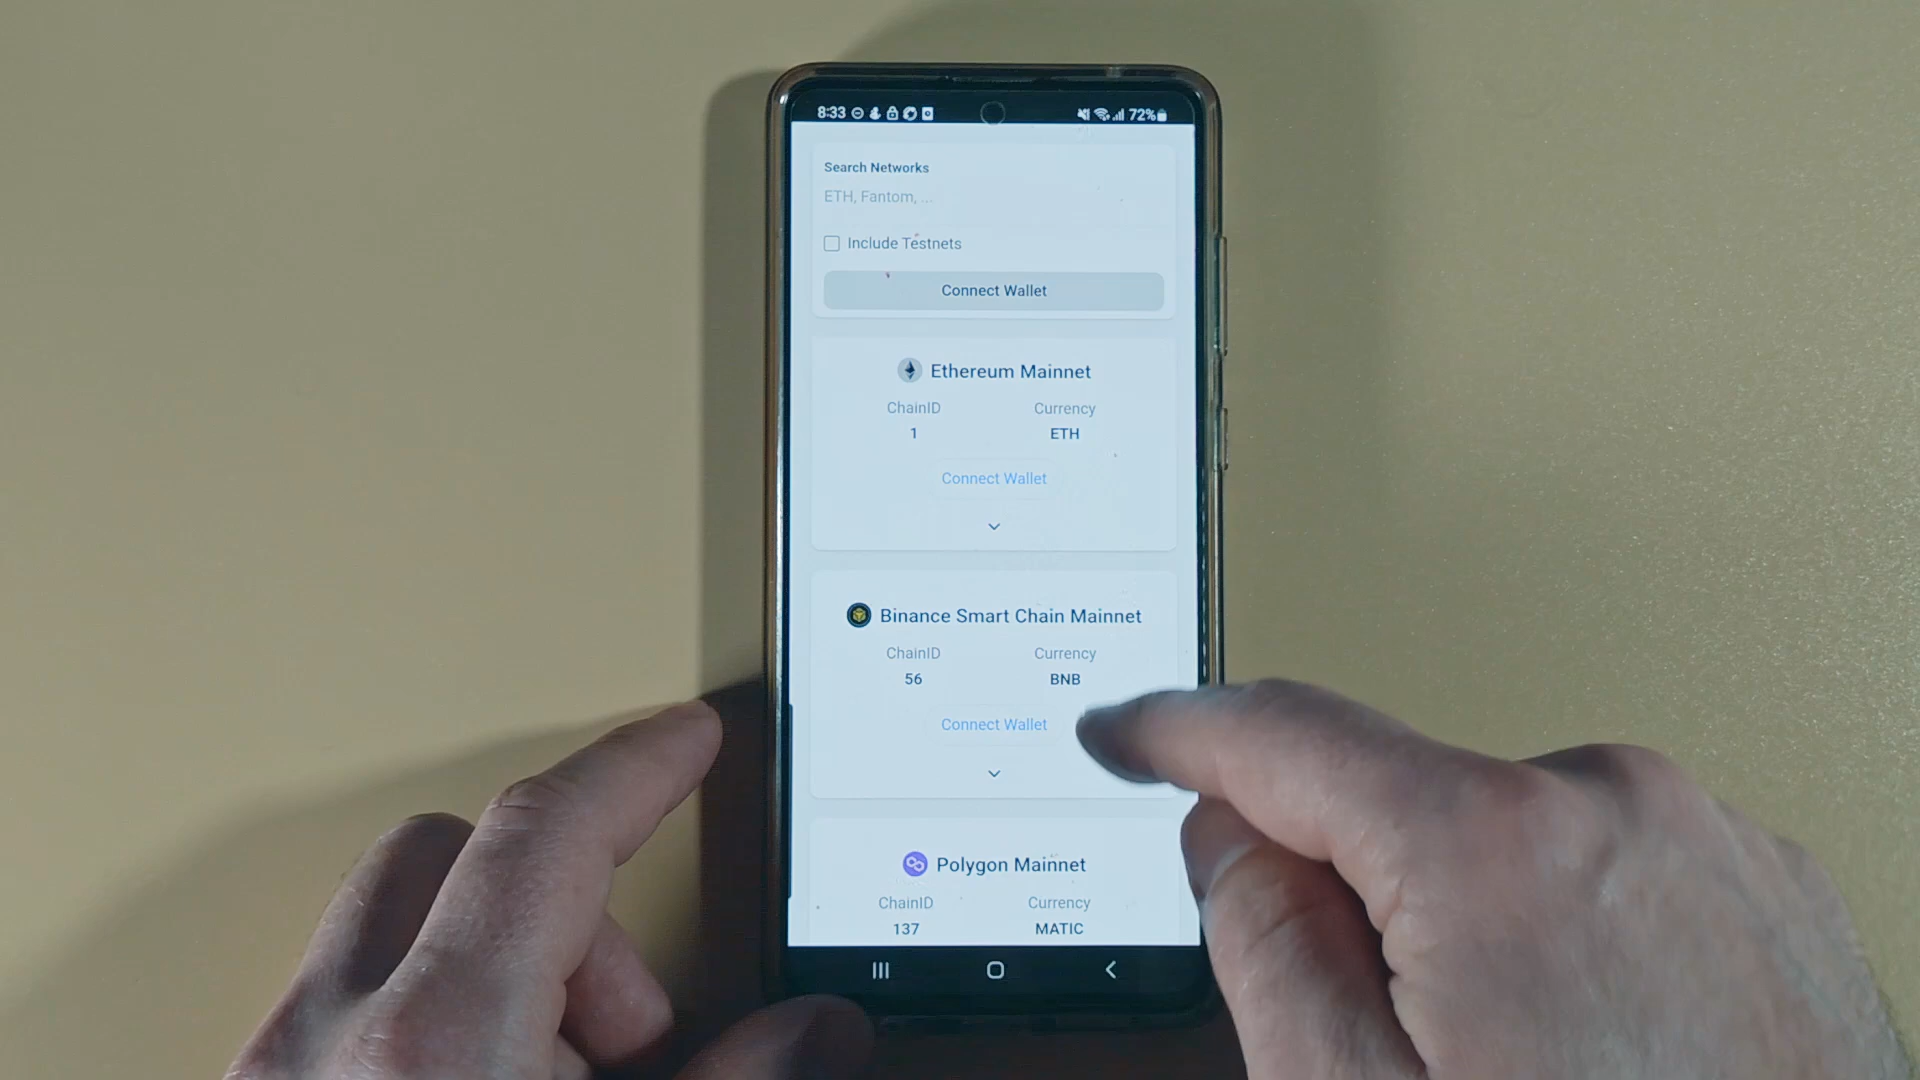 8:33 72%
Search Networks
ETH, Fantom, ...
Include Testnets
Connect Wallet
Ethereum Mainnet
ChainID Currency
1 ETH
Connect Wallet
Binance Smart Chain Mainnet
ChainID Currency
56 BNB
Connect Wallet
Polygon Mainnet
ChainID Currency
137 MATIC